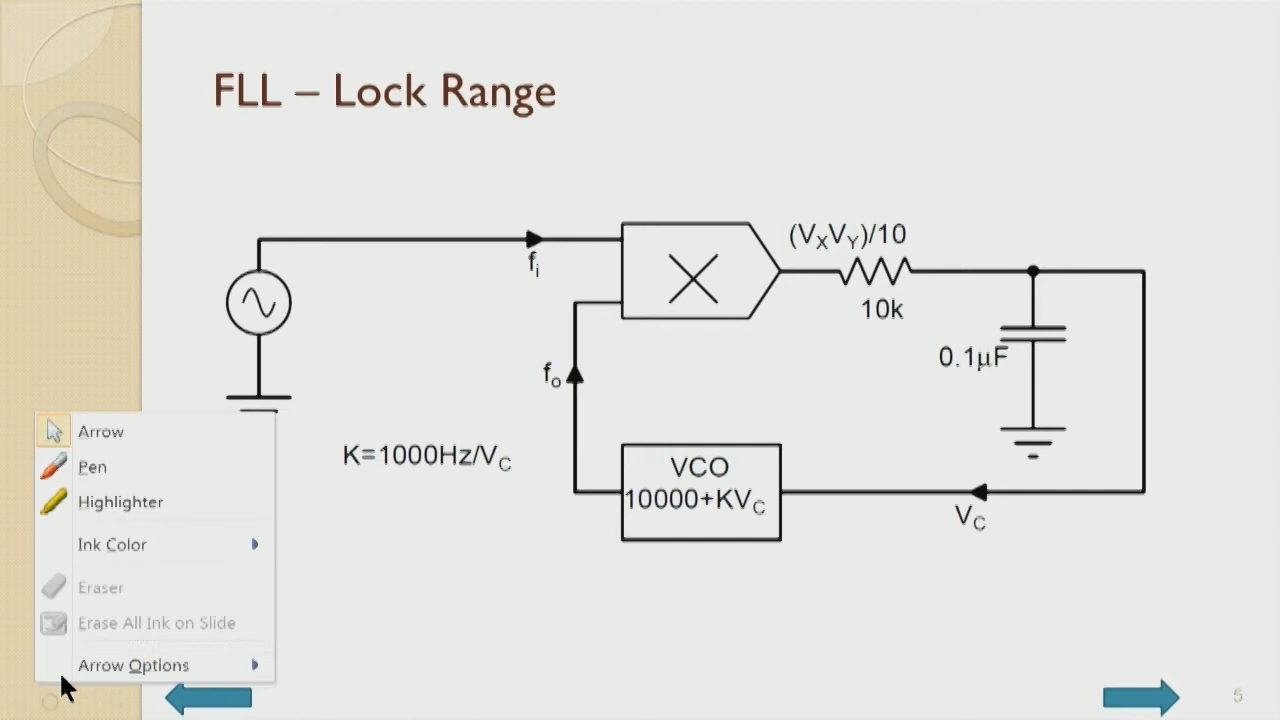 FLL – Lock Range
(VXVY)/10
fi
10k
0.1µF
fo
K=1000Hz/VC
VCO
10000+KVC
VC
Arrow
Pen
Highlighter
Ink Color
Eraser
Erase All Ink on Slide
Arrow Options
5